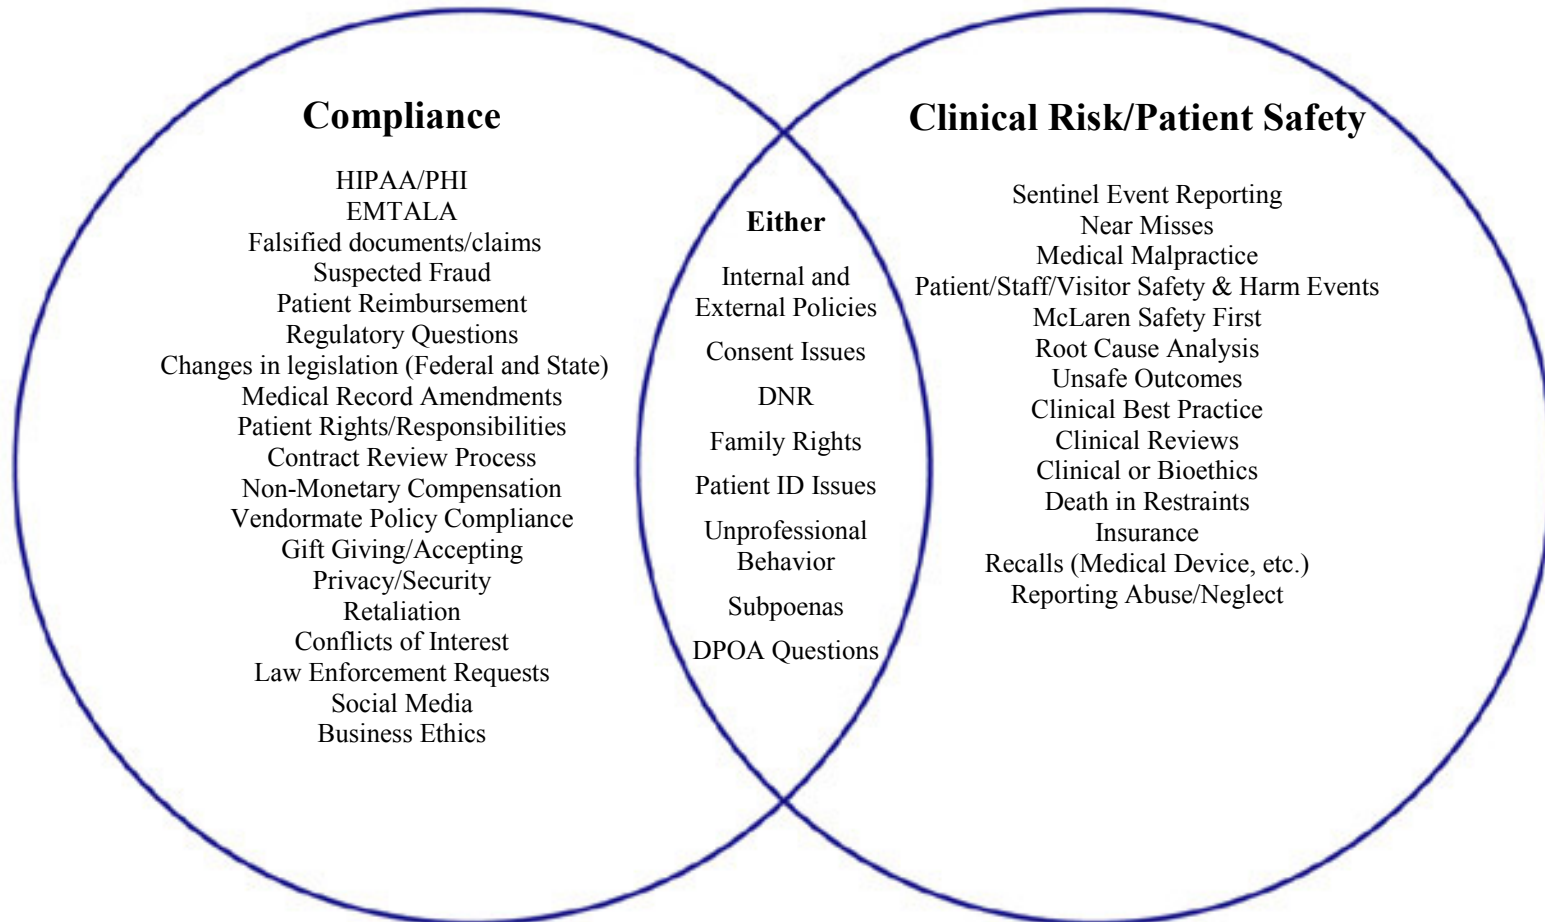 Compliance
HIPAA/PHI
EMTALA
Falsified documents/claims
Suspected Fraud
Patient Reimbursement
Regulatory Questions
Changes in legislation (Federal and State)
Medical Record Amendments
Patient Rights/Responsibilities
Contract Review Process
Non-Monetary Compensation
Vendormate Policy Compliance
Gift Giving/Accepting
Privacy/Security
Retaliation
Conflicts of Interest
Law Enforcement Requests
Social Media
Business Ethics
Either
Internal and
External Policies
Consent Issues
DNR
Family Rights
Patient ID Issues
Unprofessional
Behavior
Subpoenas
DPOA Questions
Clinical Risk/Patient Safety
Sentinel Event Reporting
Near Misses
Medical Malpractice
Patient/Staff/Visitor Safety & Harm Events
McLaren Safety First
Root Cause Analysis
Unsafe Outcomes
Clinical Best Practice
Clinical Reviews
Clinical or Bioethics
Death in Restraints
Insurance
Recalls (Medical Device, etc.)
Reporting Abuse/Neglect